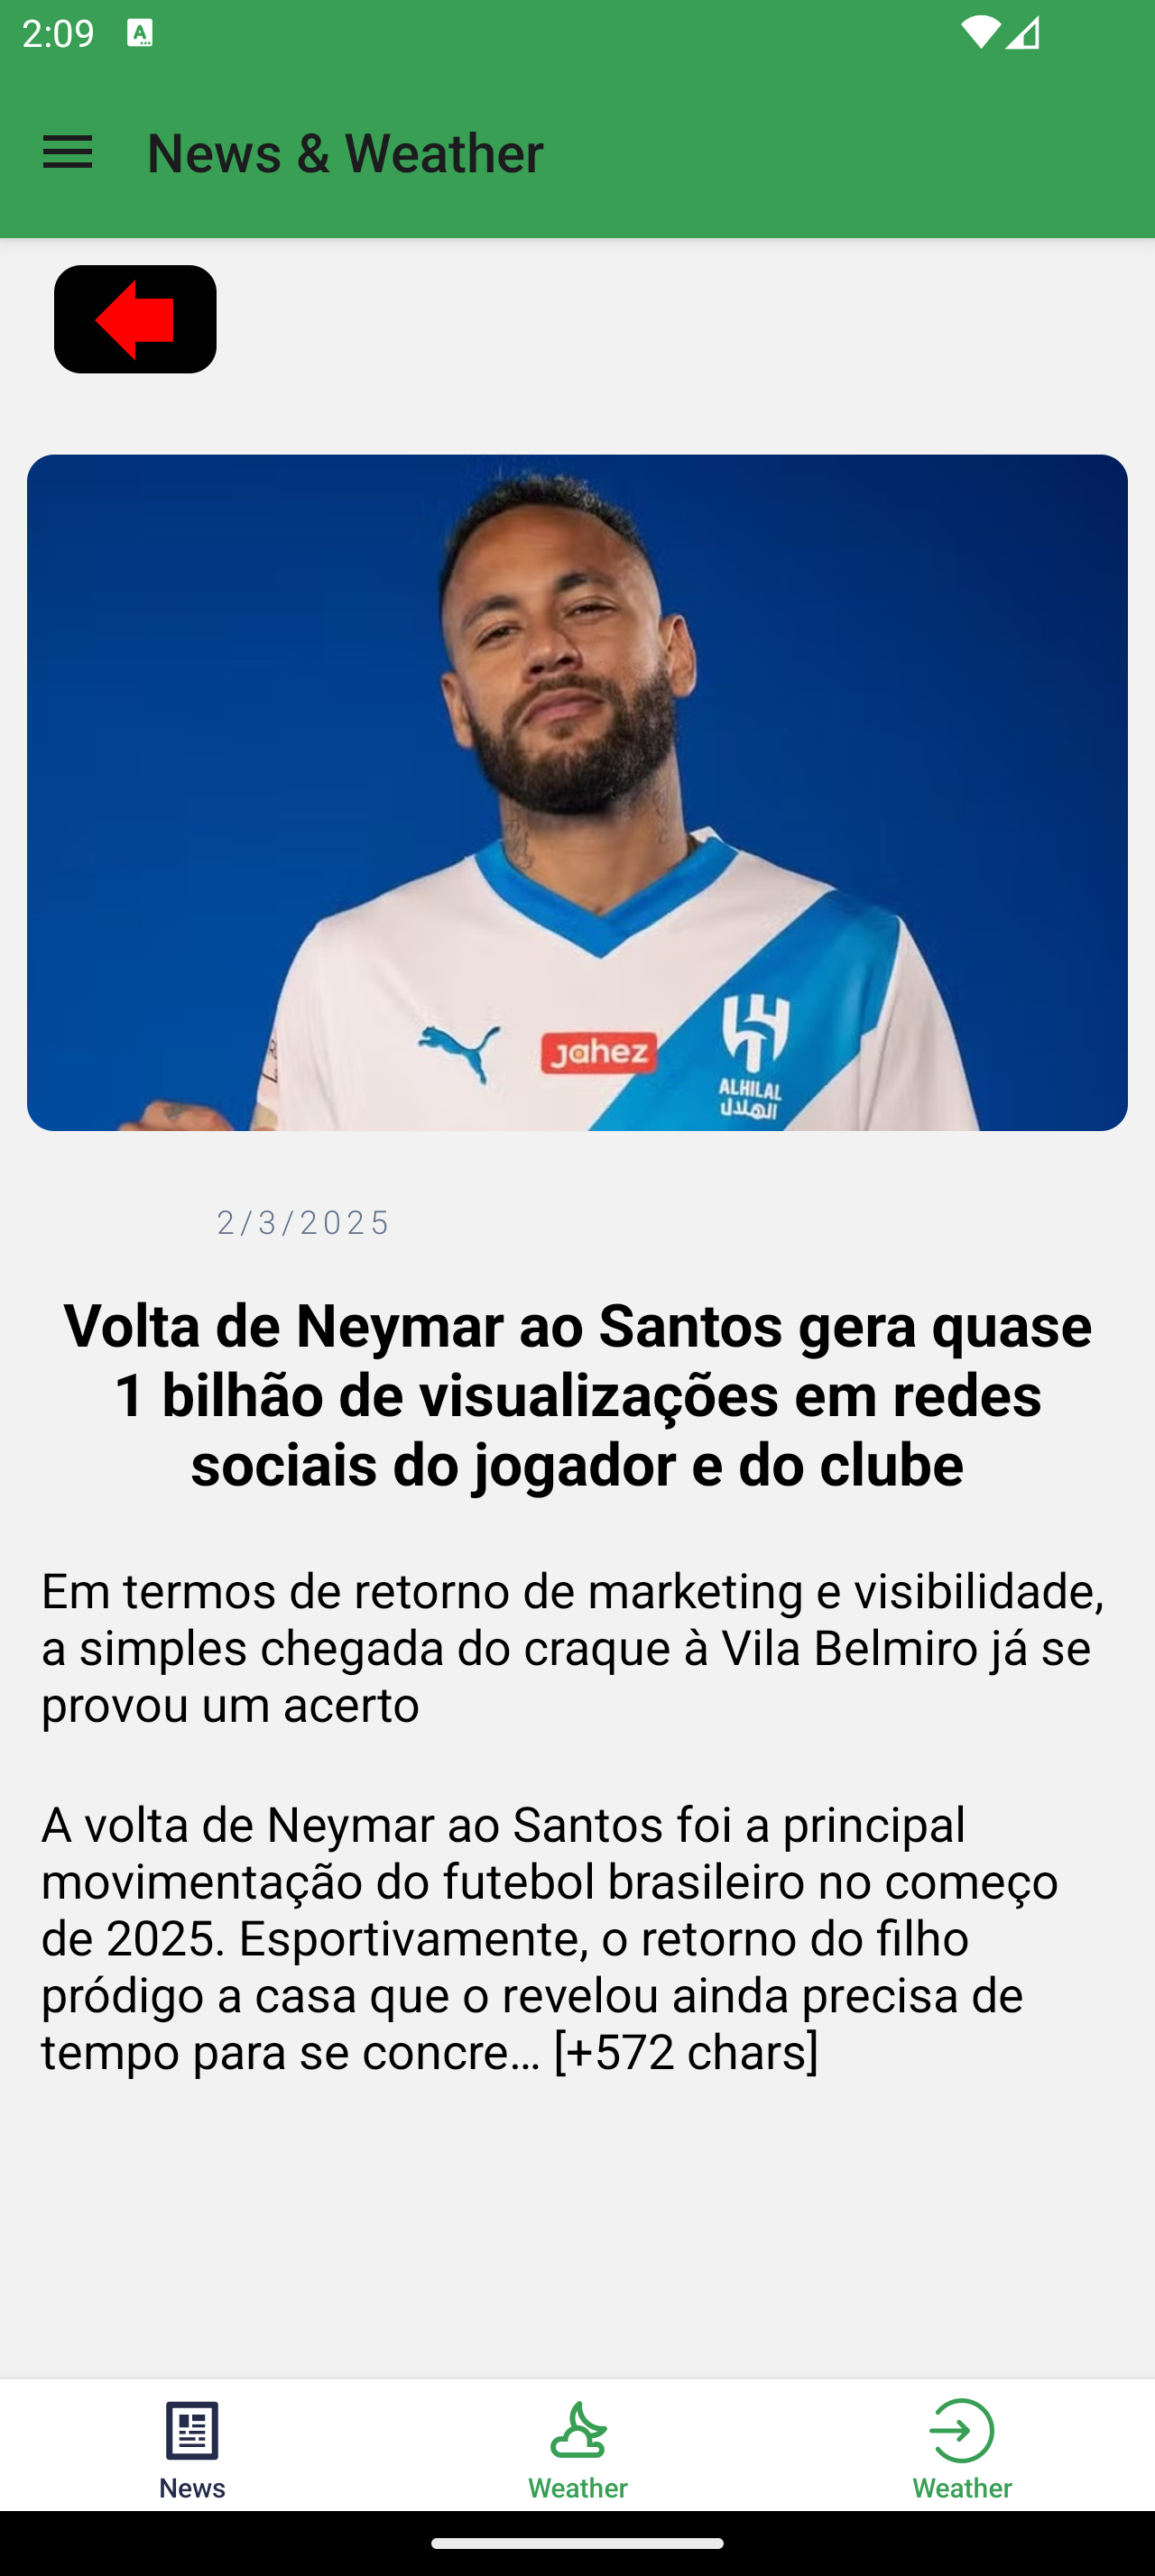 2:09
A
News & Weather
jahez
ALHILAL
الهلال
2/3/2025
Volta de Neymar ao Santos gera quase
1 bilhão de visualizações em redes
sociais do jogador e do clube
Em termos de retorno de marketing e visibilidade,
a simples chegada do craque à Vila Belmiro já se
provou um acerto
A volta de Neymar ao Santos foi a principal
movimentação do futebol brasileiro no começo
de 2025. Esportivamente, o retorno do filho
pródigo a casa que o revelou ainda precisa de
tempo para se concre… [+572 chars]
News
Weather
Weather